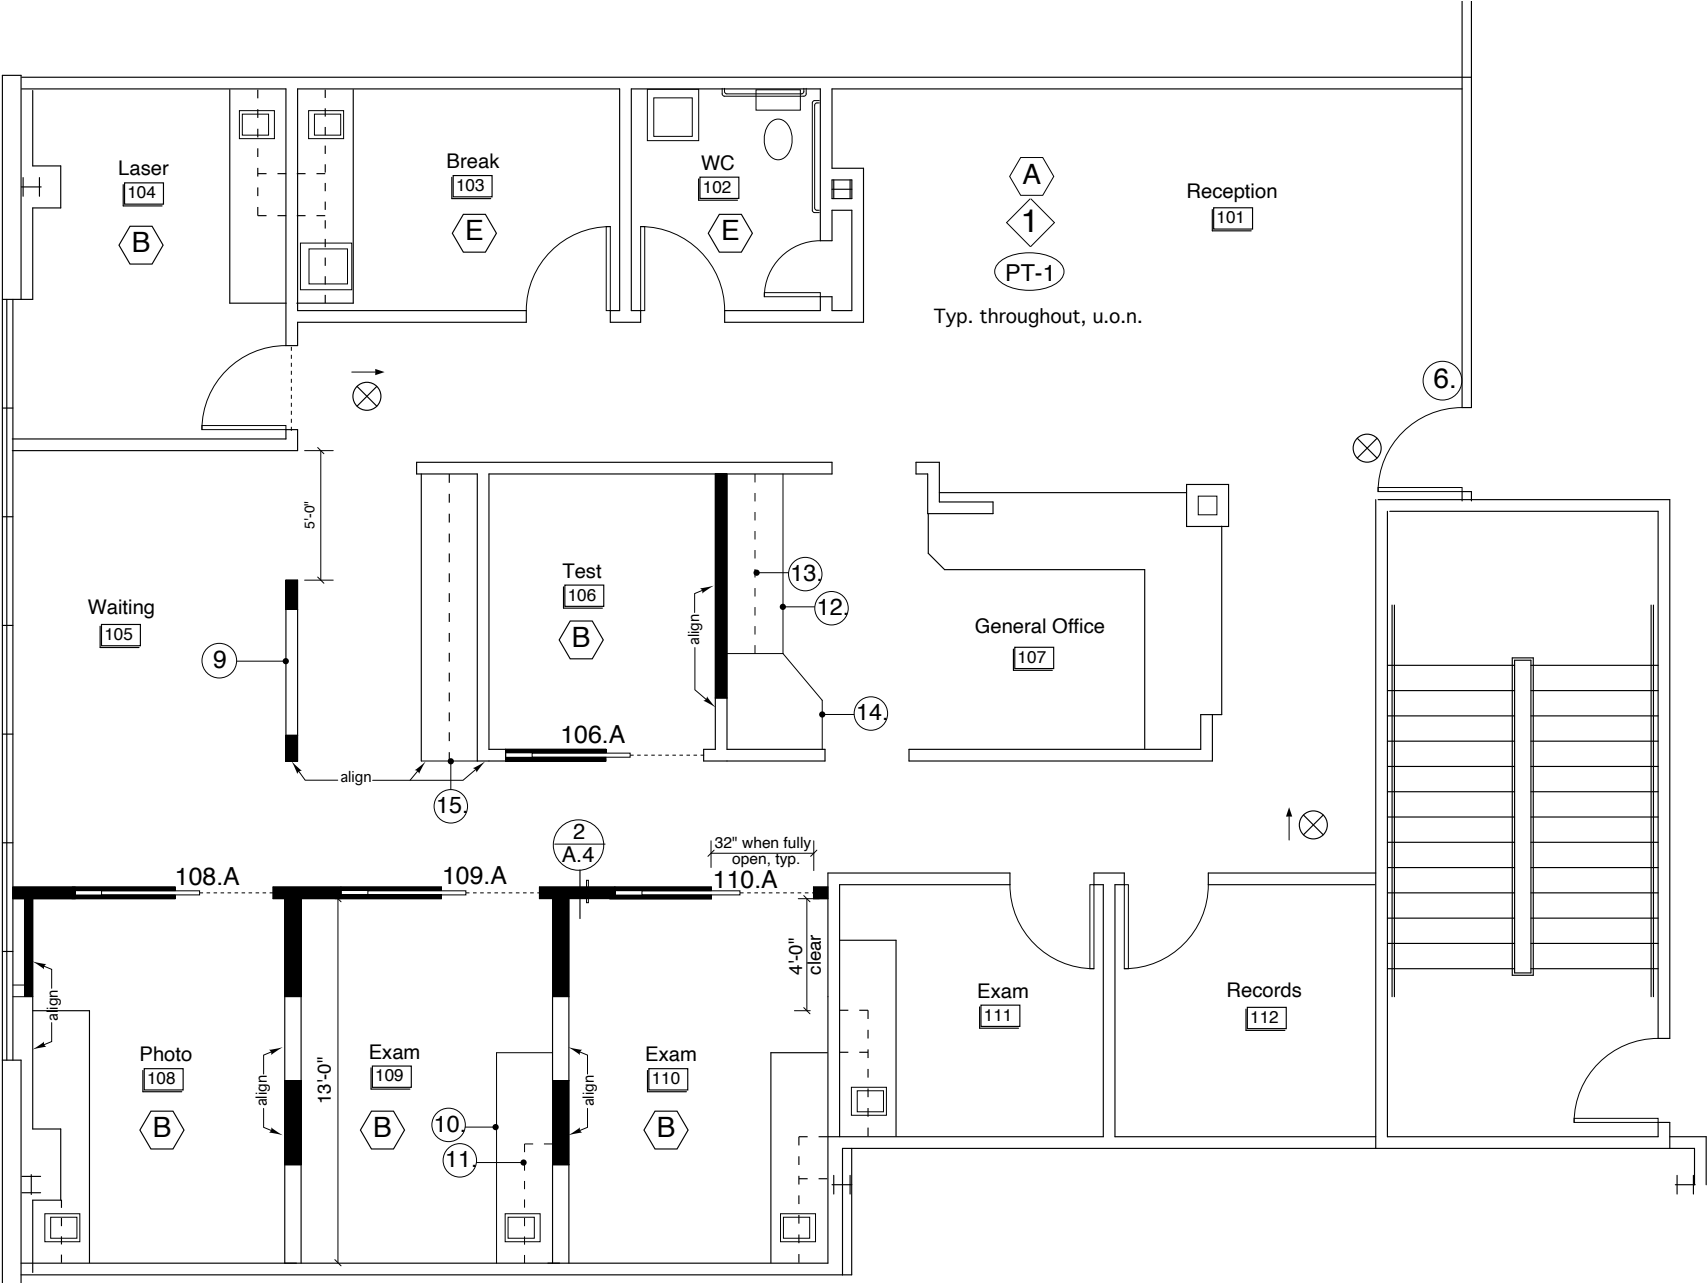 Laser
104
B
Break
103
E
WC
102
E
A
1
PT-1
Typ. throughout, u.o.n.
Reception
101
6.
5'-0"
Waiting
105
9
Test
106
B
align
13.
12.
14.
General Office
107
106.A
align
15.
2
A.4
32" when fully
open, typ.
108.A
109.A
110.A
4'-0"
clear
align
Photo
108
B
align
13'-0"
Exam
109
B
10.
11.
align
Exam
110
B
Exam
111
Records
112